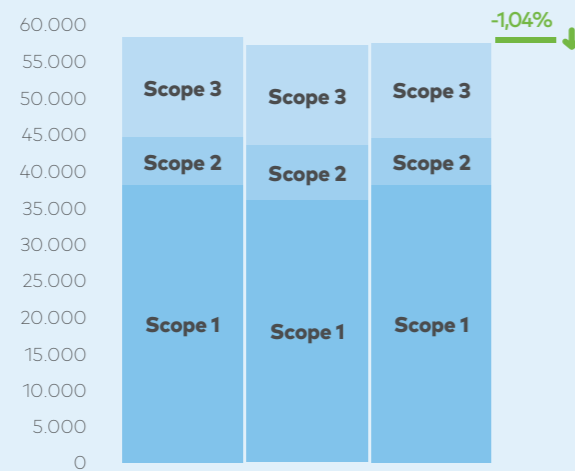 -1,04%
60.000
55.000
50.000
45.000
40.000
35.000
30.000
25.000
20.000
15.000
10.000
5.000
0
Scope 3
Scope 2
Scope 1
Scope 3
Scope 2
Scope 1
Scope 3
Scope 2
Scope 1